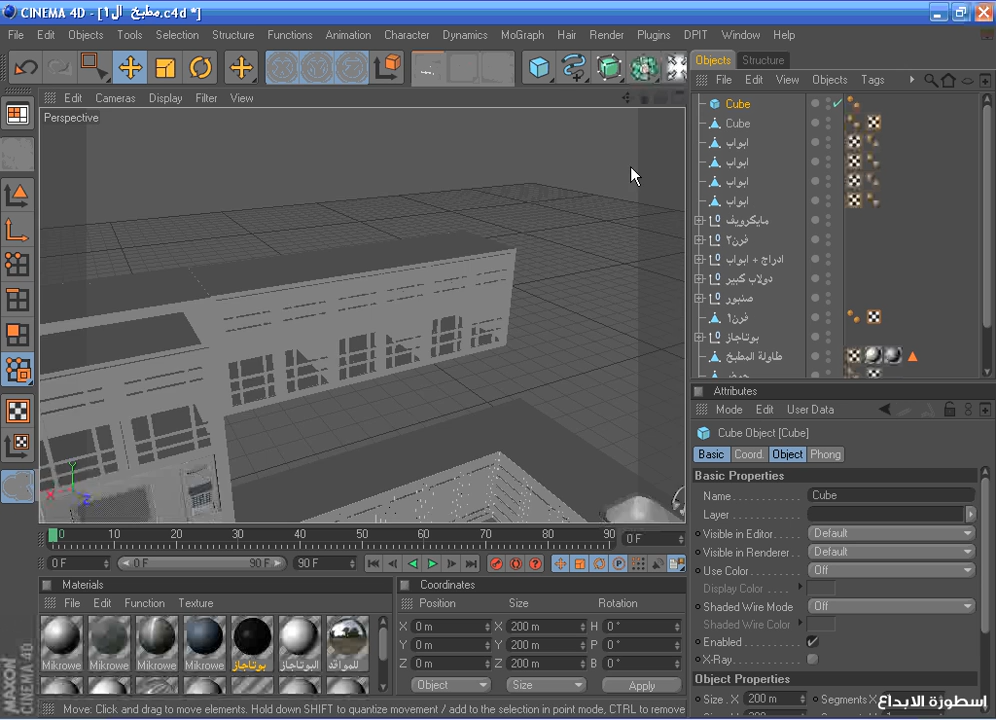 CINEMA 4D - [مطبخ ال1.c4d *]
File Edit Objects Tools Selection Structure Functions Animation Character Dynamics MoGraph Hair Render Plugins DPIT Window Help
Objects Structure
File Edit View Objects Tags
Edit Cameras Display Filter View
Perspective
Cube
Cube
ابواب
ابواب
ابواب
ابواب
مايكرويف
فرن٢
ادراج + ابواب
دولاب كبير
صنبور
فرن١
بوتاجاز
طاولة المطبخ
Attributes
Mode Edit User Data
Cube Object [Cube]
Basic Coord. Object Phong
Basic Properties
Name Cube
Layer
Visible in Editor Default
Visible in Renderer Default
Use Color Off
Display Color
Shaded Wire Mode Off
Shaded Wire Color
Enabled
X-Ray
Object Properties
Size . X 200 m Segments
X Y Z
0 10 20 30 40 50 60 70 80 90 0 F
0 F 0 F 90 F 90 F
Materials
File Edit Function Texture
Mikrowe Mikrowe Mikrowe Mikrowe بوتاجاز البوتاجاز للمواقد
Coordinates
Position Size Rotation
X 0 m X 200 m H 0 °
Y 0 m Y 200 m P 0 °
Z 0 m Z 200 m B 0 °
Object Size Apply
MAXON CINEMA 4D
Move: Click and drag to move elements. Hold down SHIFT to quantize movement / add to the selection in point mode, CTRL to remove
اسطورة الابداع